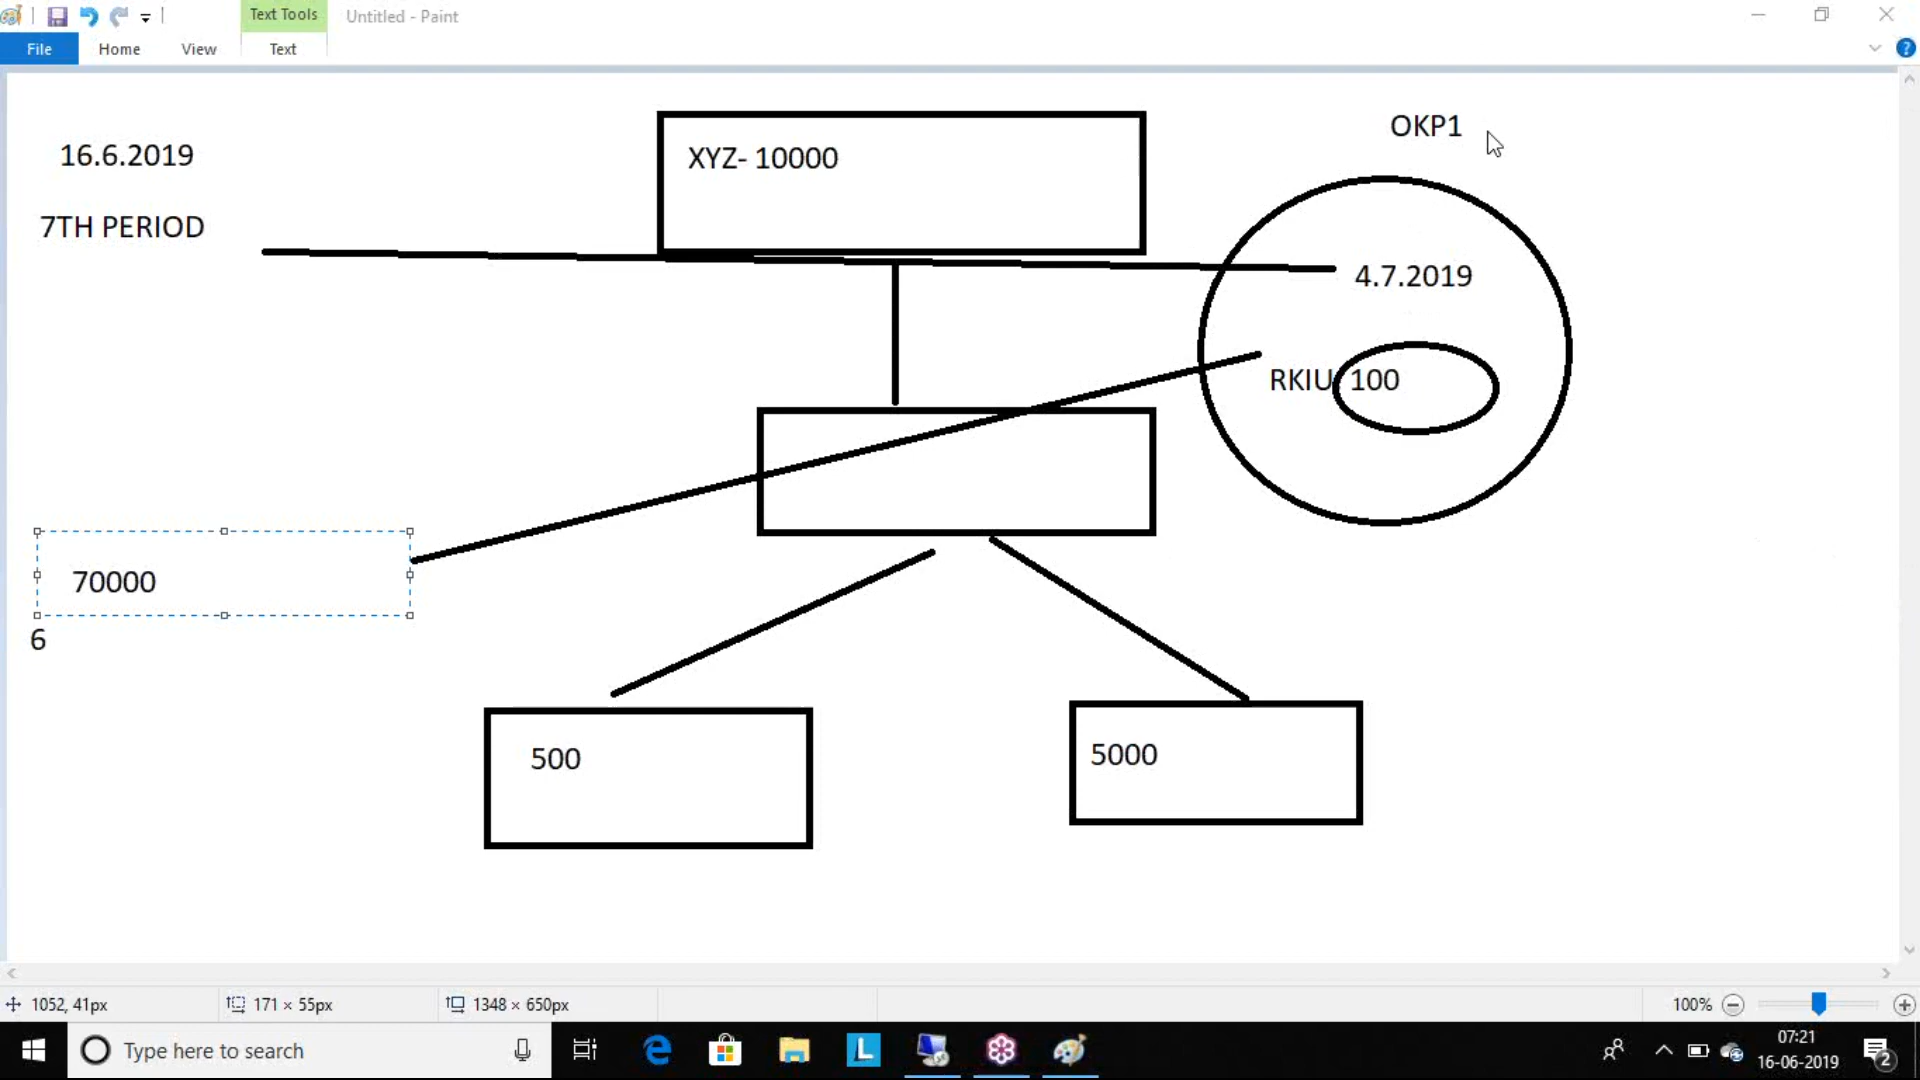 Text Tools
Untitled - Paint
File
Home
View
Text
16.6.2019
7TH PERIOD
XYZ- 10000
OKP1
4.7.2019
RKIU 100
70000
6
500
5000
1052, 41px
171 × 55px
1348 × 650px
100%
Type here to search
L
07:21
16-06-2019
2